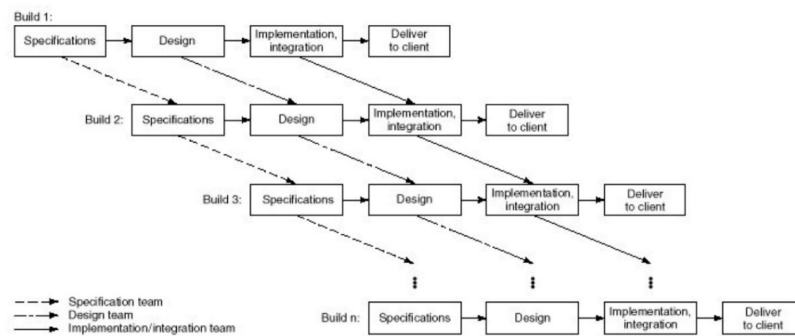 Build 1:
Specifications
Design
Implementation,
integration
Deliver
to client
Build 2:
Specifications
Design
Implementation,
integration
Deliver
to client
Build 3:
Specifications
Design
Implementation,
integration
Deliver
to client
Specification team
Design team
Implementation/integration team
Build n:
Specifications
Design
Implementation,
integration
Deliver
to client